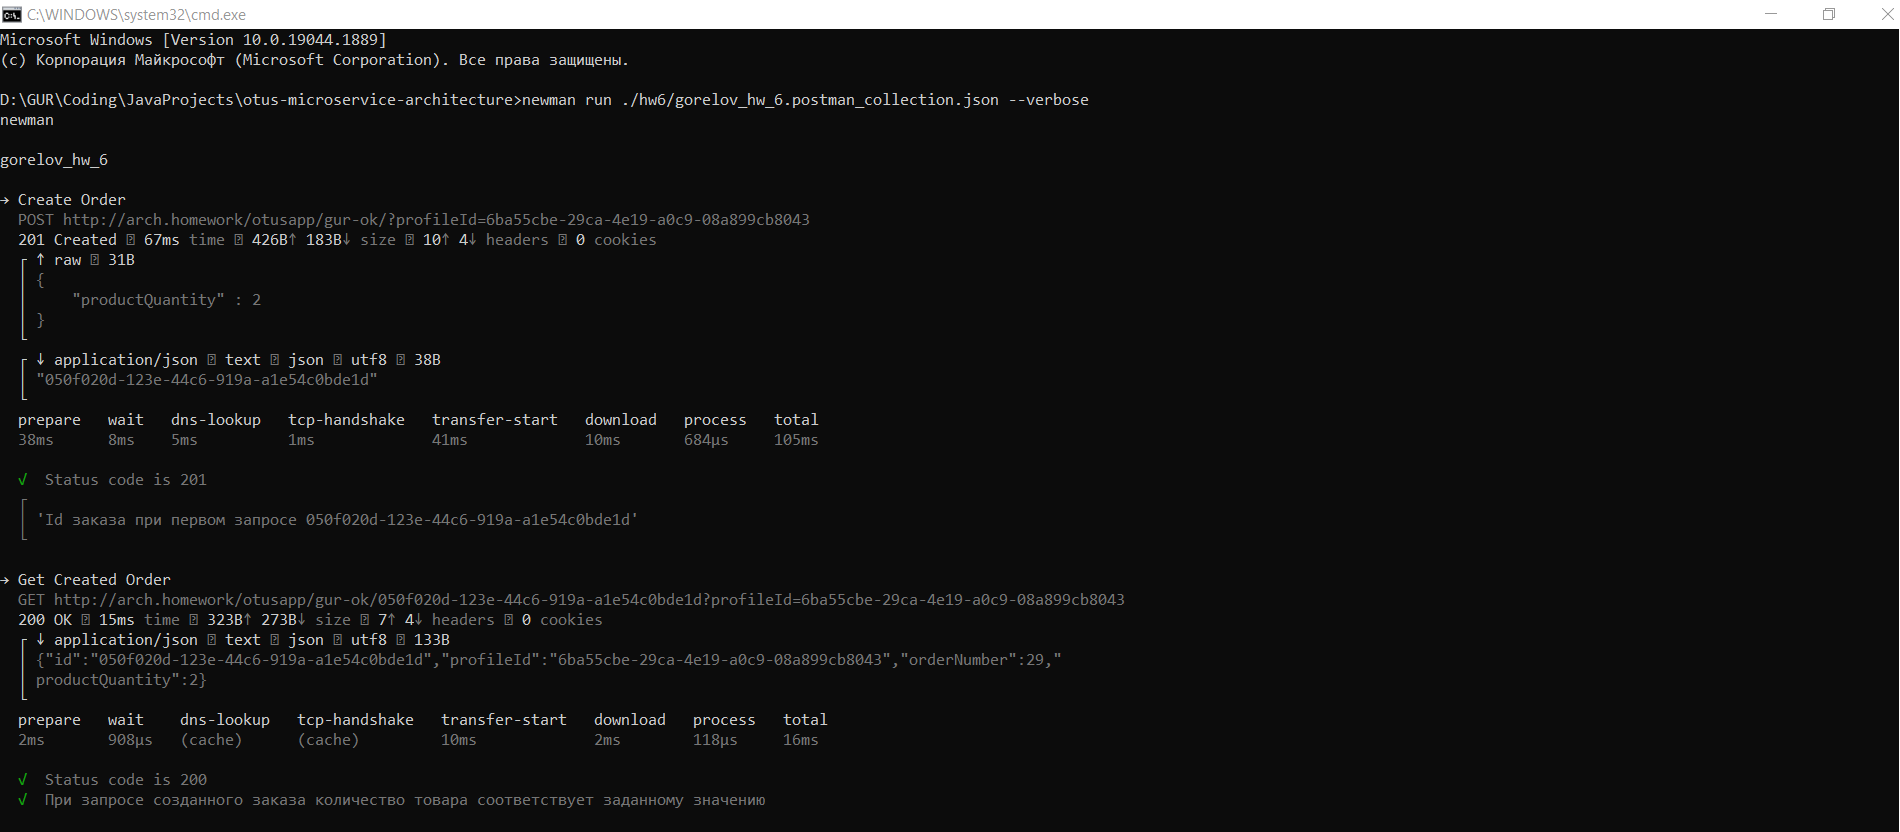 C:\WINDOWS\system32\cmd.exe
Microsoft Windows [Version 10.0.19044.1889]
(c) Корпорация Майкрософт (Microsoft Corporation). Все права защищены.
D:\GUR\Coding\JavaProjects\otus-microservice-architecture>newman run ./hw6/gorelov_hw_6.postman_collection.json --verbose
newman
gorelov_hw_6
→ Create Order
POST http://arch.homework/otusapp/gur-ok/?profileId=6ba55cbe-29ca-4e19-a0c9-08a899cb8043
201 Created ⍰ 67ms time ⍰ 426B↑ 183B↓ size ⍰ 10↑ 4↓ headers ⍰ 0 cookies
↑ raw ⍰ 31B
{
"productQuantity" : 2
}
↓ application/json ⍰ text ⍰ json ⍰ utf8 ⍰ 38B
"050f020d-123e-44c6-919a-a1e54c0bde1d"
prepare wait dns-lookup tcp-handshake transfer-start download process total
38ms 8ms 5ms 1ms 41ms 10ms 684µs 105ms
√ Status code is 201
'Id заказа при первом запросе 050f020d-123e-44c6-919a-a1e54c0bde1d'
→ Get Created Order
GET http://arch.homework/otusapp/gur-ok/050f020d-123e-44c6-919a-a1e54c0bde1d?profileId=6ba55cbe-29ca-4e19-a0c9-08a899cb8043
200 OK ⍰ 15ms time ⍰ 323B↑ 273B↓ size ⍰ 7↑ 4↓ headers ⍰ 0 cookies
↓ application/json ⍰ text ⍰ json ⍰ utf8 ⍰ 133B
{"id":"050f020d-123e-44c6-919a-a1e54c0bde1d","profileId":"6ba55cbe-29ca-4e19-a0c9-08a899cb8043","orderNumber":29,"
productQuantity":2}
prepare wait dns-lookup tcp-handshake transfer-start download process total
2ms 908µs (cache) (cache) 10ms 2ms 118µs 16ms
√ Status code is 200
√ При запросе созданного заказа количество товара соответствует заданному значению